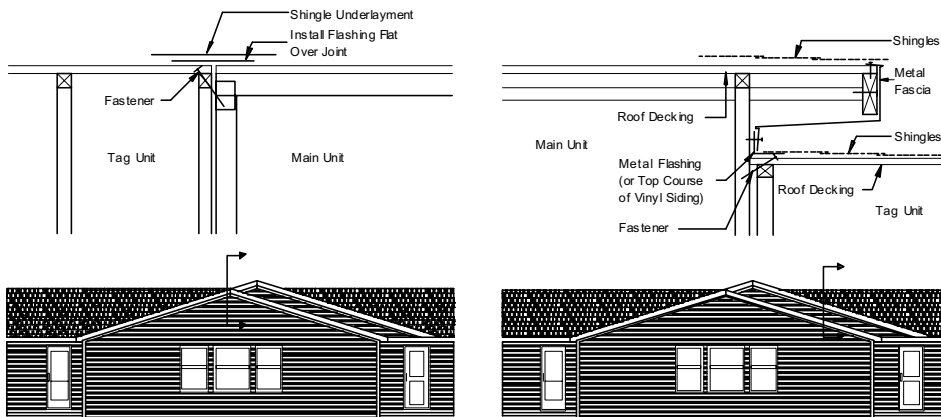 Shingle Underlayment
Install Flashing Flat
Over Joint
Fastener
Tag Unit
Main Unit
Shingles
Metal
Fascia
Roof Decking
Main Unit
Shingles
Metal Flashing
(or Top Course
of Vinyl Siding)
Roof Decking
Tag Unit
Fastener